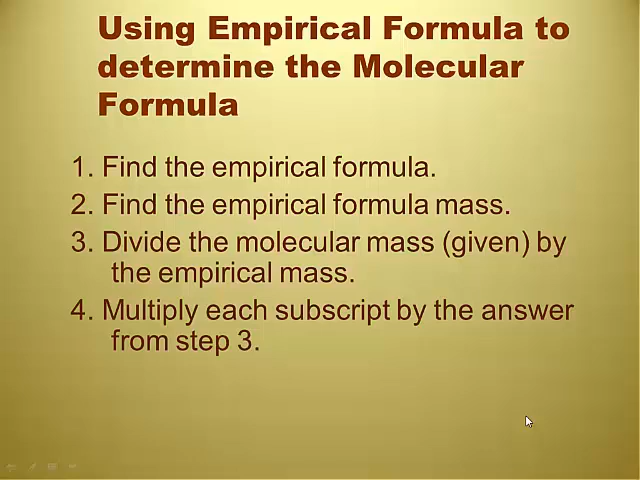 Using Empirical Formula to
determine the Molecular
Formula
1. Find the empirical formula.
2. Find the empirical formula mass.
3. Divide the molecular mass (given) by
the empirical mass.
4. Multiply each subscript by the answer
from step 3.